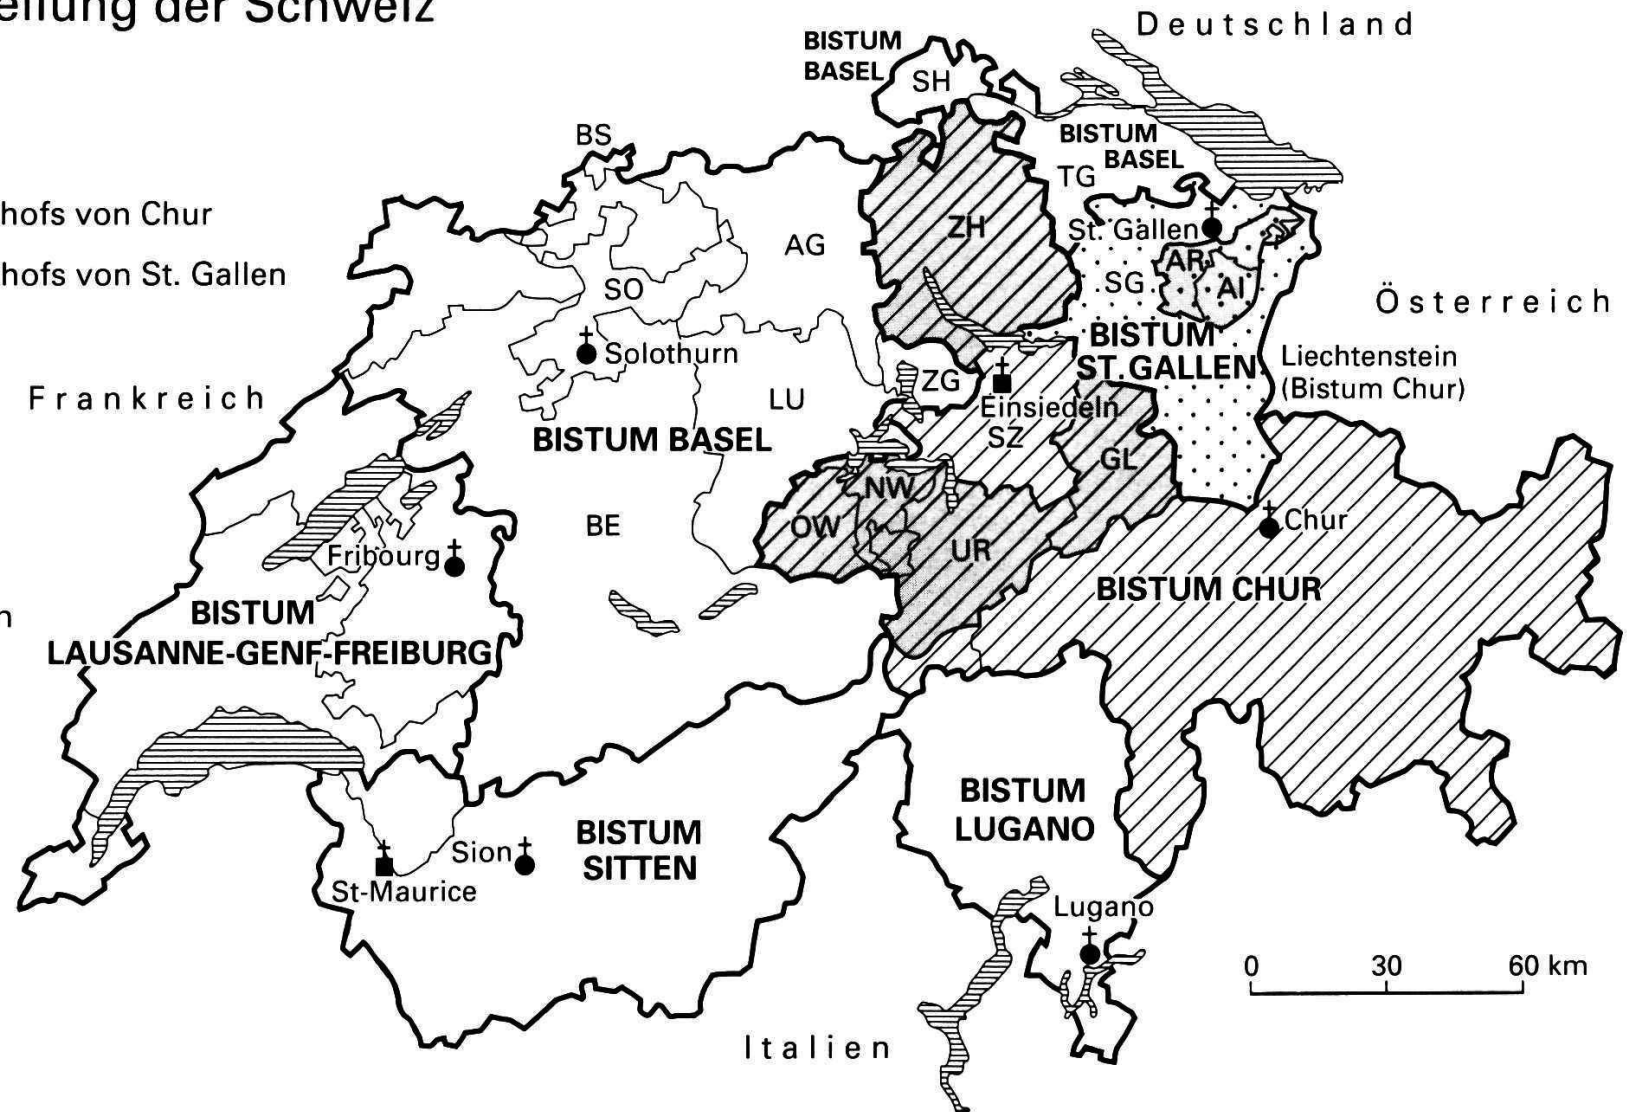 eilung der Schweiz
hofs von Chur
hofs von St. Gallen
n
Deutschland
Österreich
Frankreich
Italien
Liechtenstein
(Bistum Chur)
BISTUM
BASEL
SH
BISTUM
BASEL
TG
BS
AG
ZH
St. Gallen
AR
SG
AI
SO
Solothurn
BISTUM
ST.GALLEN
ZG
LU
Einsiedeln
SZ
BISTUM BASEL
GL
NW
OW
UR
BE
Chur
BISTUM CHUR
Fribourg
BISTUM
LAUSANNE-GENF-FREIBURG
BISTUM
LUGANO
BISTUM
SITTEN
Sion
St-Maurice
Lugano
0 30 60 km